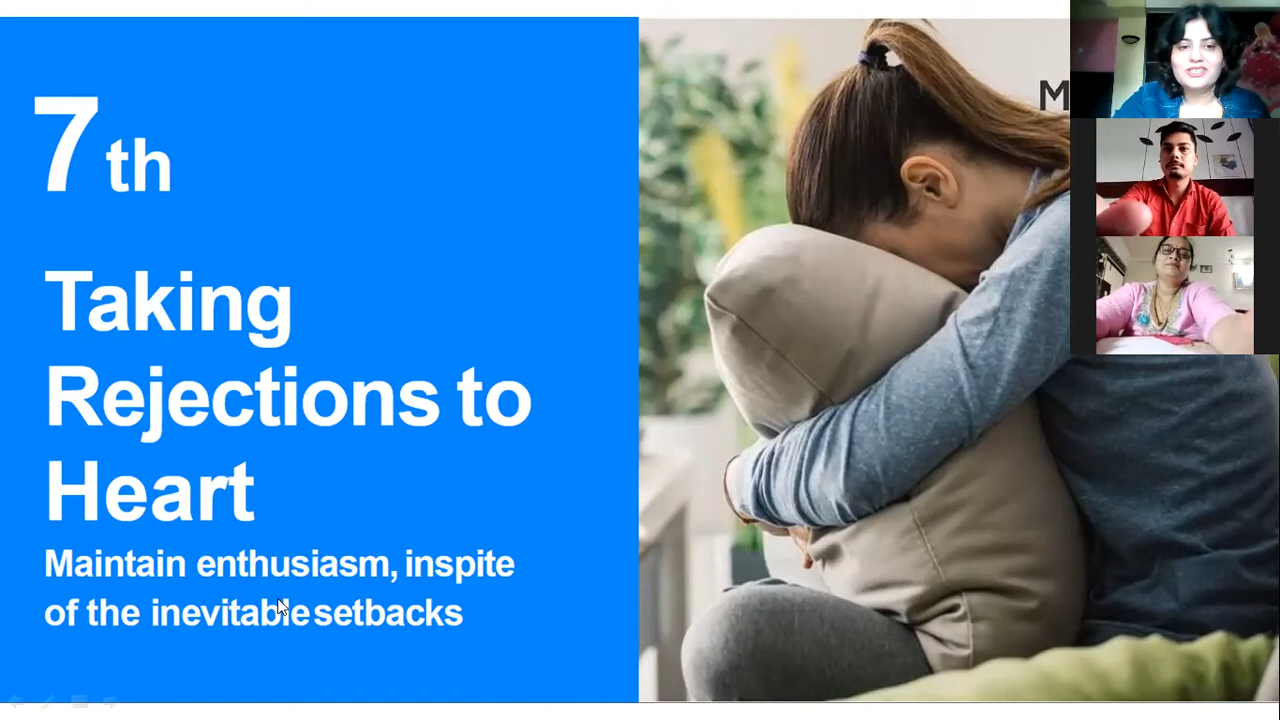 7th
Taking
Rejections to
Heart
Maintain enthusiasm, inspite
of the inevitable setbacks
M